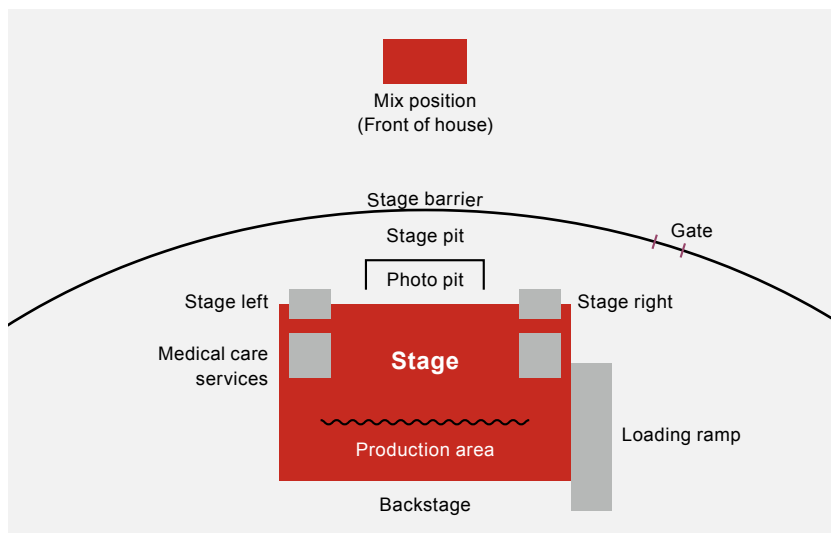 Mix position
(Front of house)
Stage barrier
Stage pit
Gate
Photo pit
Stage left
Stage right
Medical care
services
Stage
Loading ramp
Production area
Backstage